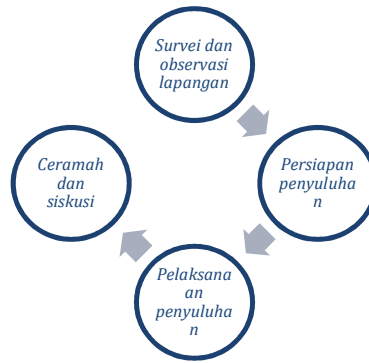 Survei dan
observasi
lapangan
Persiapan
penyuluha
n
Pelaksana
an
penyuluha
n
Ceramah
dan
siskusi